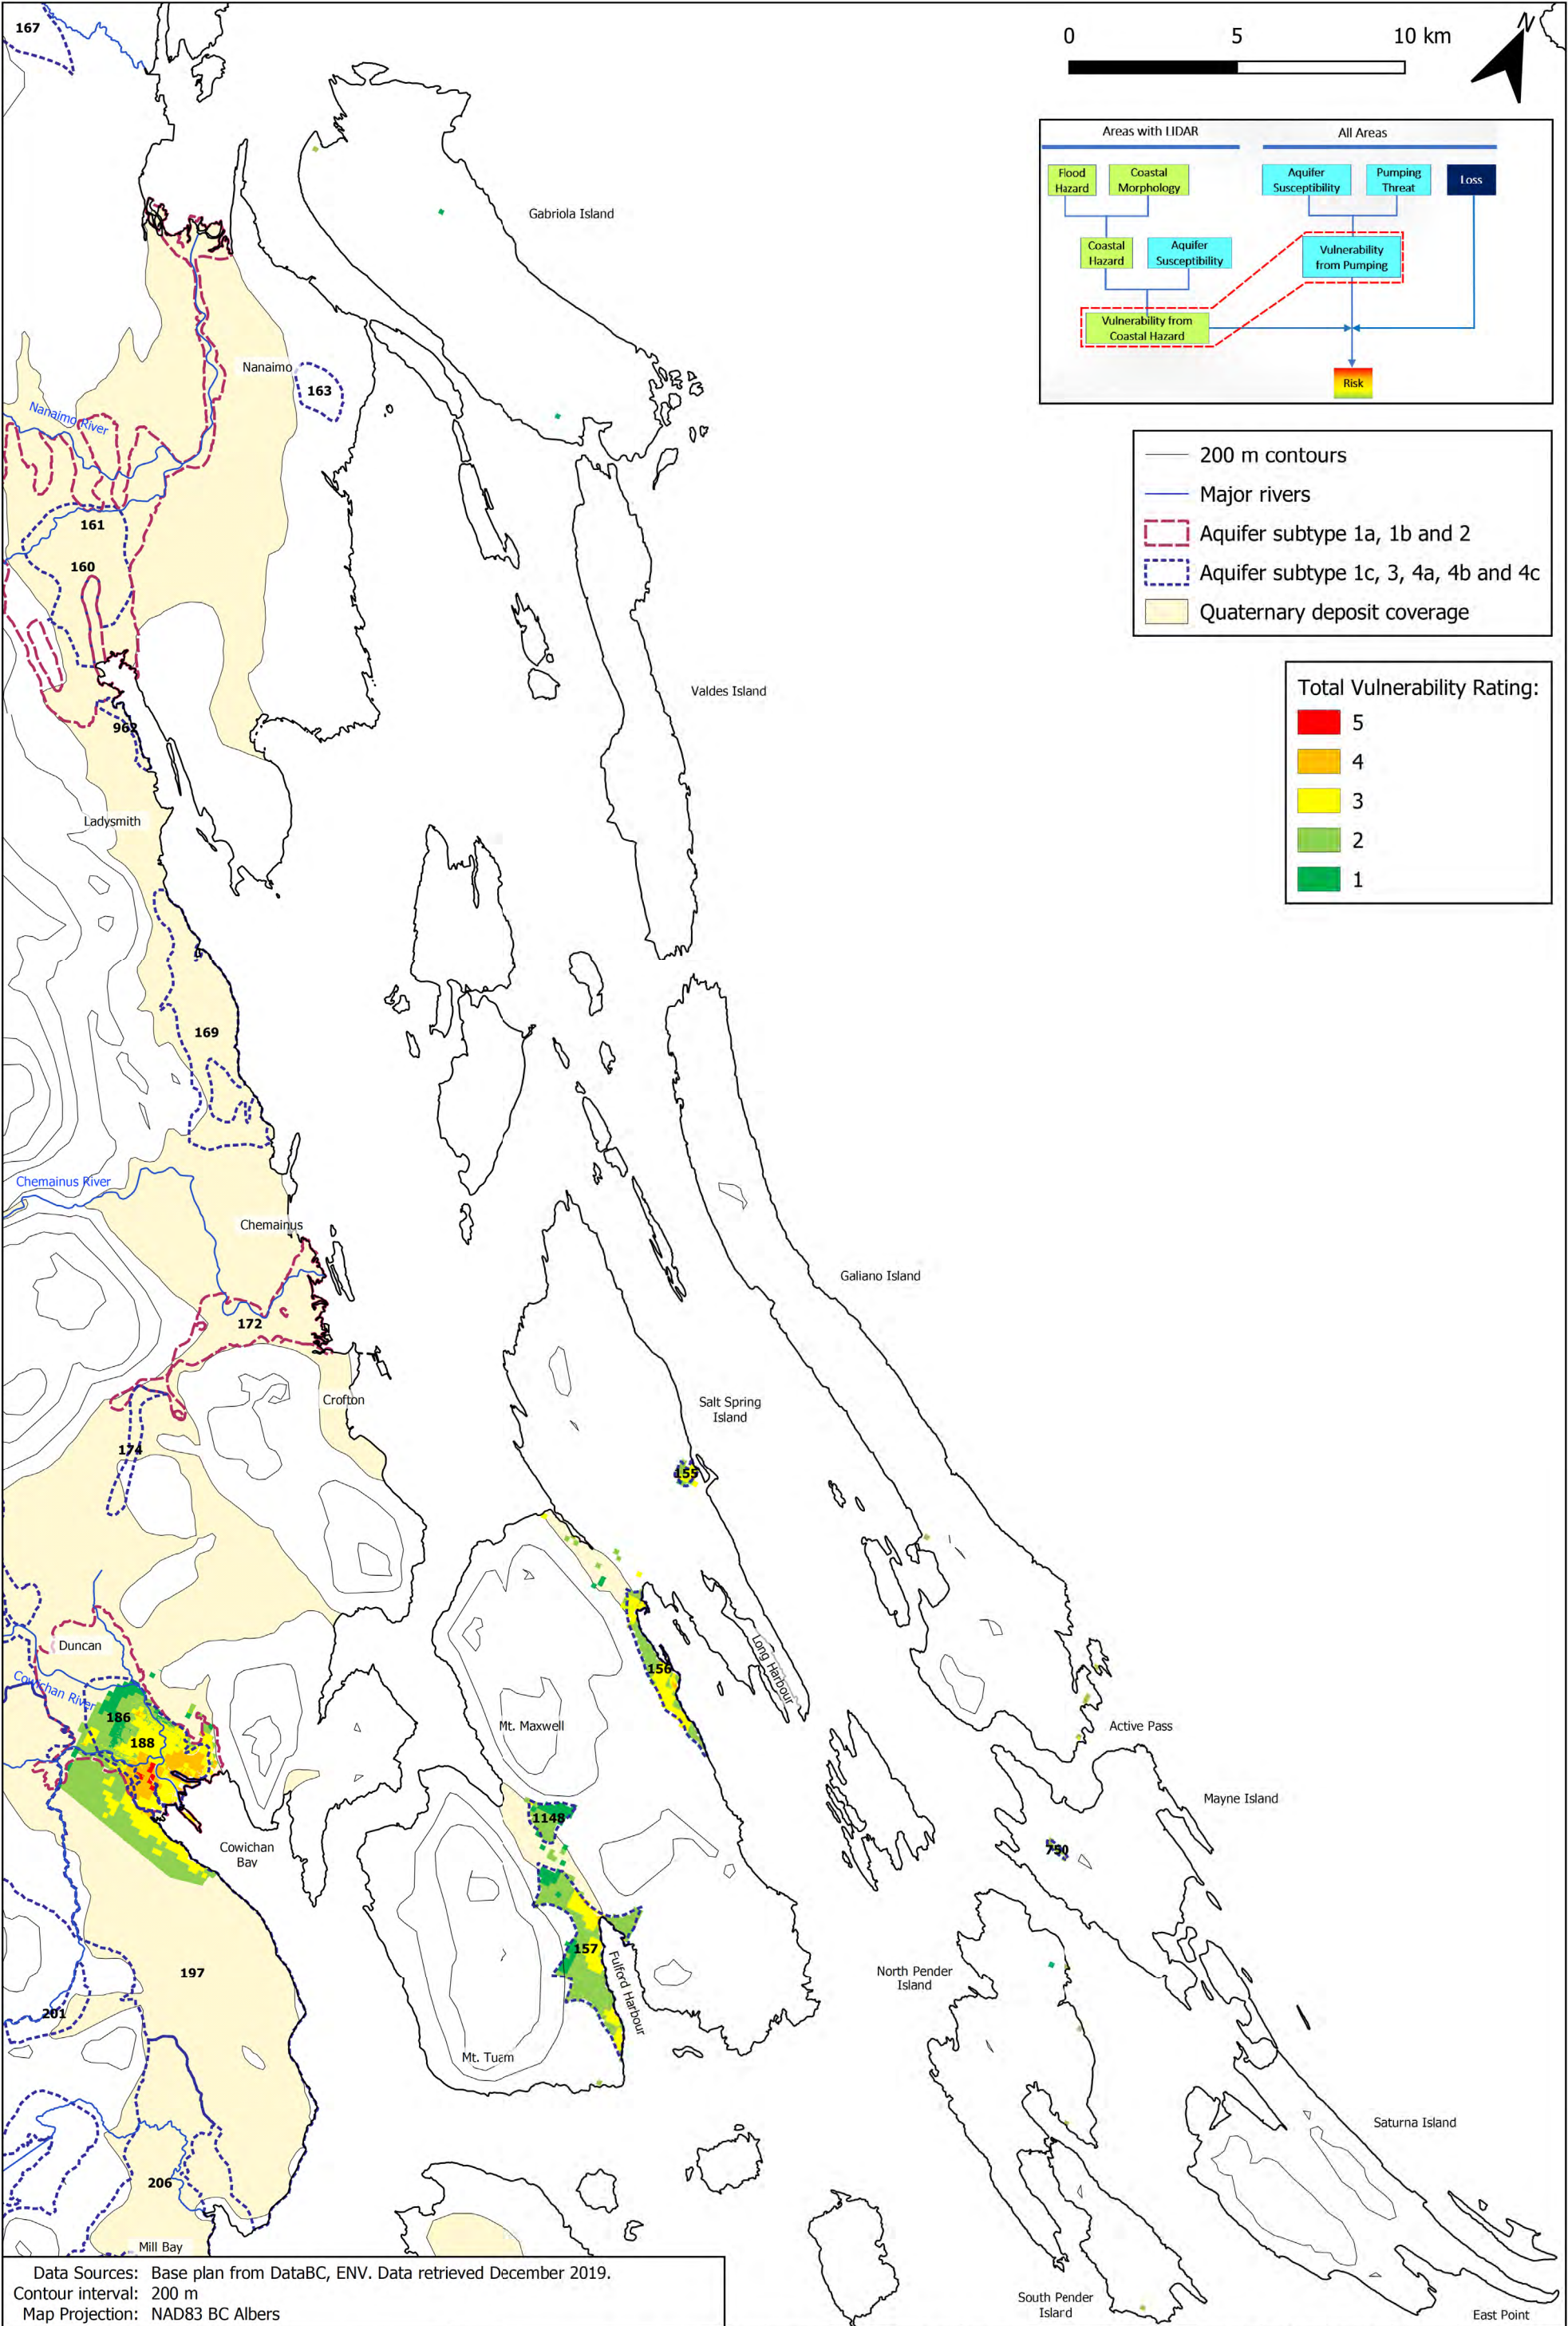 167
0 5 10 km
N
Areas with LIDAR
All Areas
Flood
Hazard
Coastal
Morphology
Aquifer
Susceptibility
Pumping
Threat
Loss
Coastal
Hazard
Aquifer
Susceptibility
Vulnerability
from Pumping
Vulnerability from
Coastal Hazard
Risk
200 m contours
Major rivers
Aquifer subtype 1a, 1b and 2
Aquifer subtype 1c, 3, 4a, 4b and 4c
Quaternary deposit coverage
Total Vulnerability Rating:
5
4
3
2
1
Gabriola Island
Nanaimo
163
Nanaimo River
161
160
Valdes Island
962
Ladysmith
169
Chemainus River
Chemainus
Galiano Island
172
Crofton
Salt Spring
Island
174
155
Duncan
Cowichan River
156
Long Harbour
186
188
Mt. Maxwell
Active Pass
Mayne Island
1148
Cowichan
Bay
750
157
Fulford Harbour
197
North Pender
Island
201
Mt. Tuam
Saturna Island
206
Mill Bay
South Pender
Island
East Point
Data Sources: Base plan from DataBC, ENV. Data retrieved December 2019.
Contour interval: 200 m
Map Projection: NAD83 BC Albers